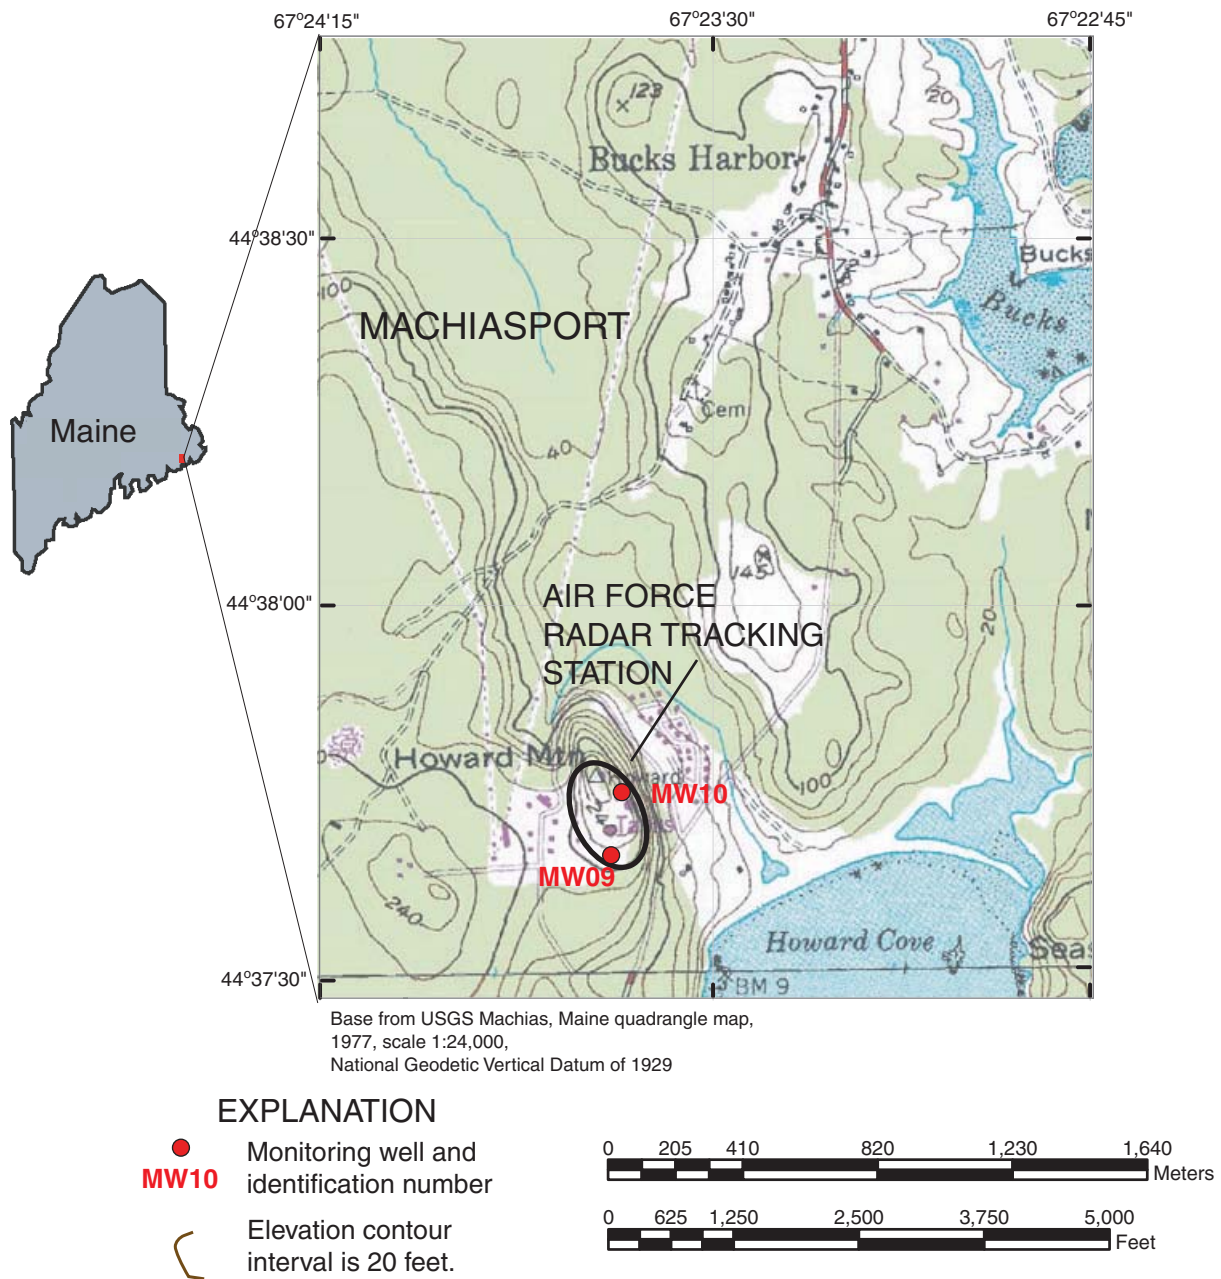 67°24'15"
67°23'30"
67°22'45"
123
20
Bucks Harbor
44°38'30"
72
Bucks
100
Bucks
MACHIASPORT
Maine
Cem
40
145
44°38'00"
AIR FORCE
RADAR TRACKING
STATION
20
Howard Mtn
Howard
100
MW10
Tanks
MW09
240
Howard Cove
Seas
44°37'30"
BM 9
Base from USGS Machias, Maine quadrangle map,
1977, scale 1:24,000,
National Geodetic Vertical Datum of 1929
EXPLANATION
Monitoring well and
MW10
identification number
Elevation contour
interval is 20 feet.
0 205 410 820 1,230 1,640
Meters
0 625 1,250 2,500 3,750 5,000
Feet